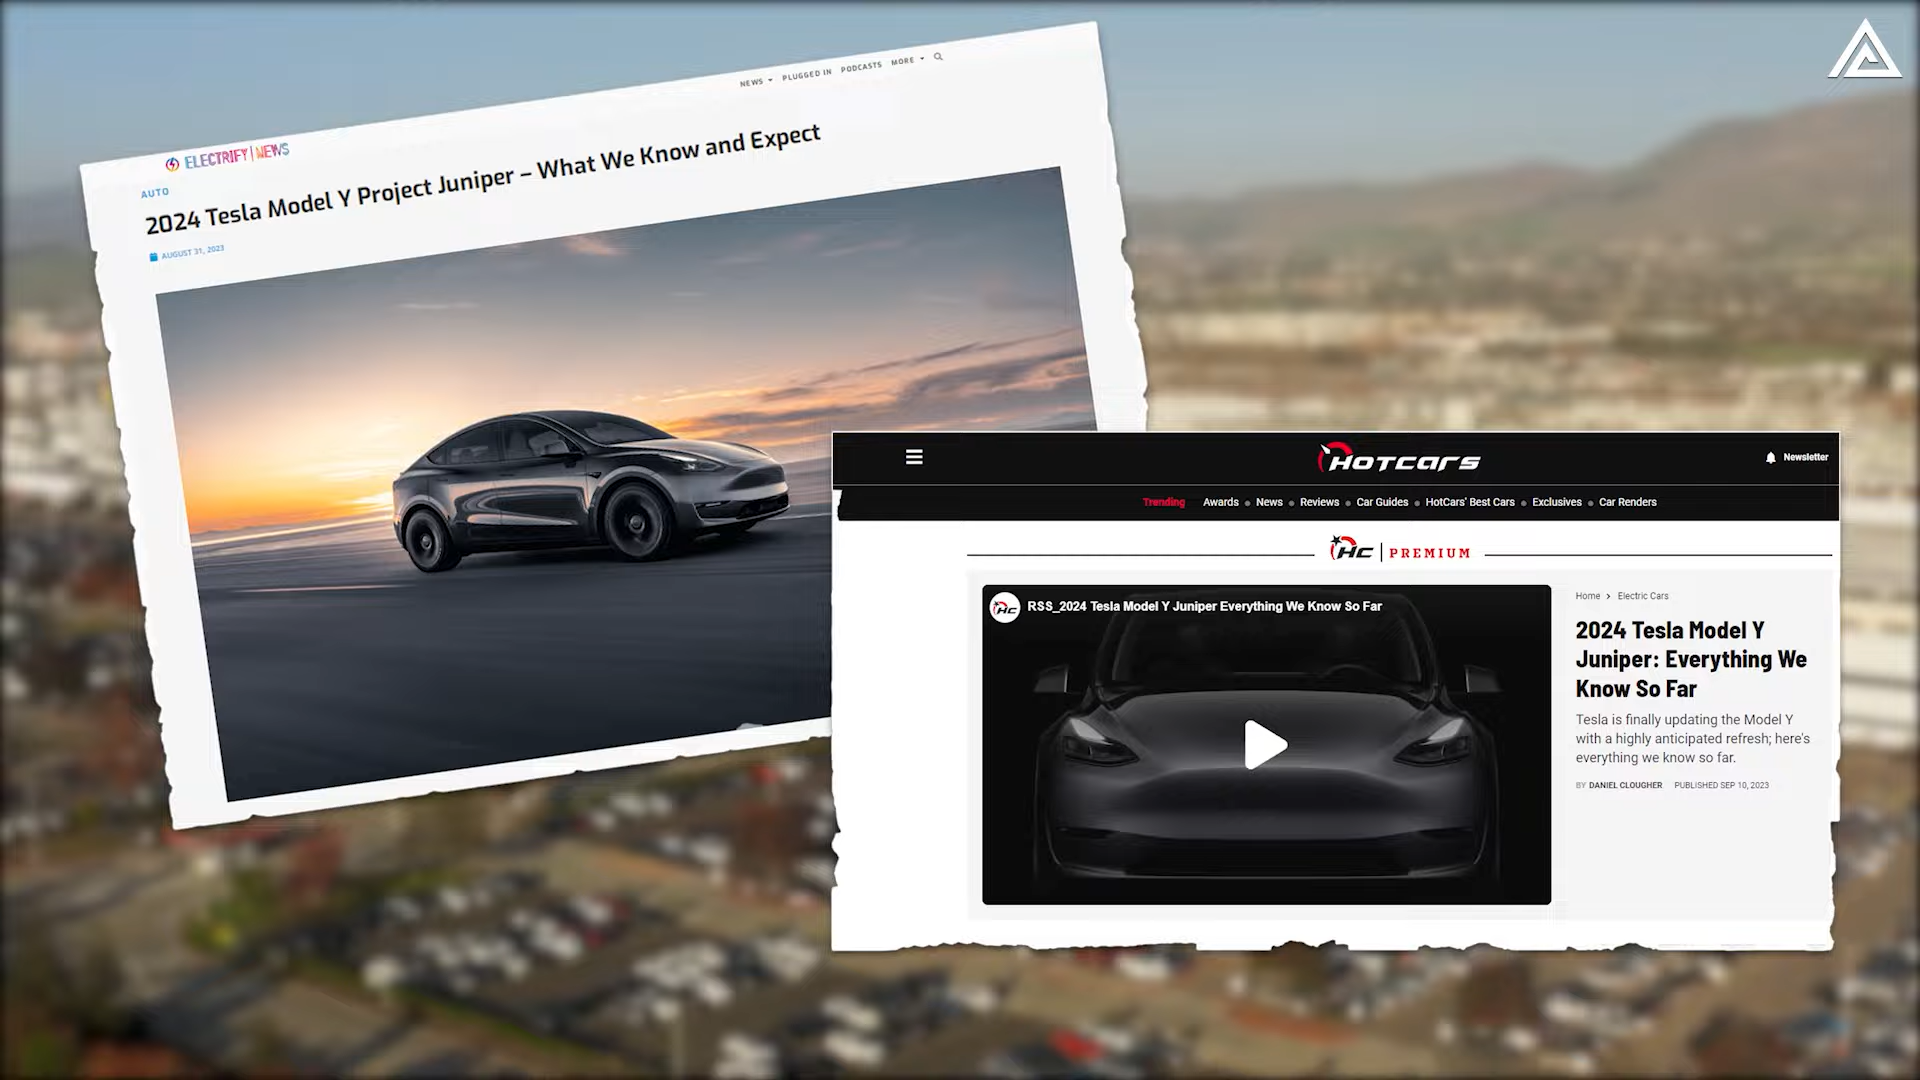 NEWS PLUGGED IN PODCASTS MORE
ELECTRIFY | NEWS
AUTO
2024 Tesla Model Y Project Juniper – What We Know and Expect
AUGUST 31, 2023
HOTCARS
Newsletter
Trending Awards News Reviews Car Guides HotCars' Best Cars Exclusives Car Renders
HC | PREMIUM
HC RSS_2024 Tesla Model Y Juniper Everything We Know So Far
Home > Electric Cars
2024 Tesla Model Y
Juniper: Everything We
Know So Far
Tesla is finally updating the Model Y
with a highly anticipated refresh; here's
everything we know so far.
BY DANIEL CLOUGHER PUBLISHED SEP 10, 2023